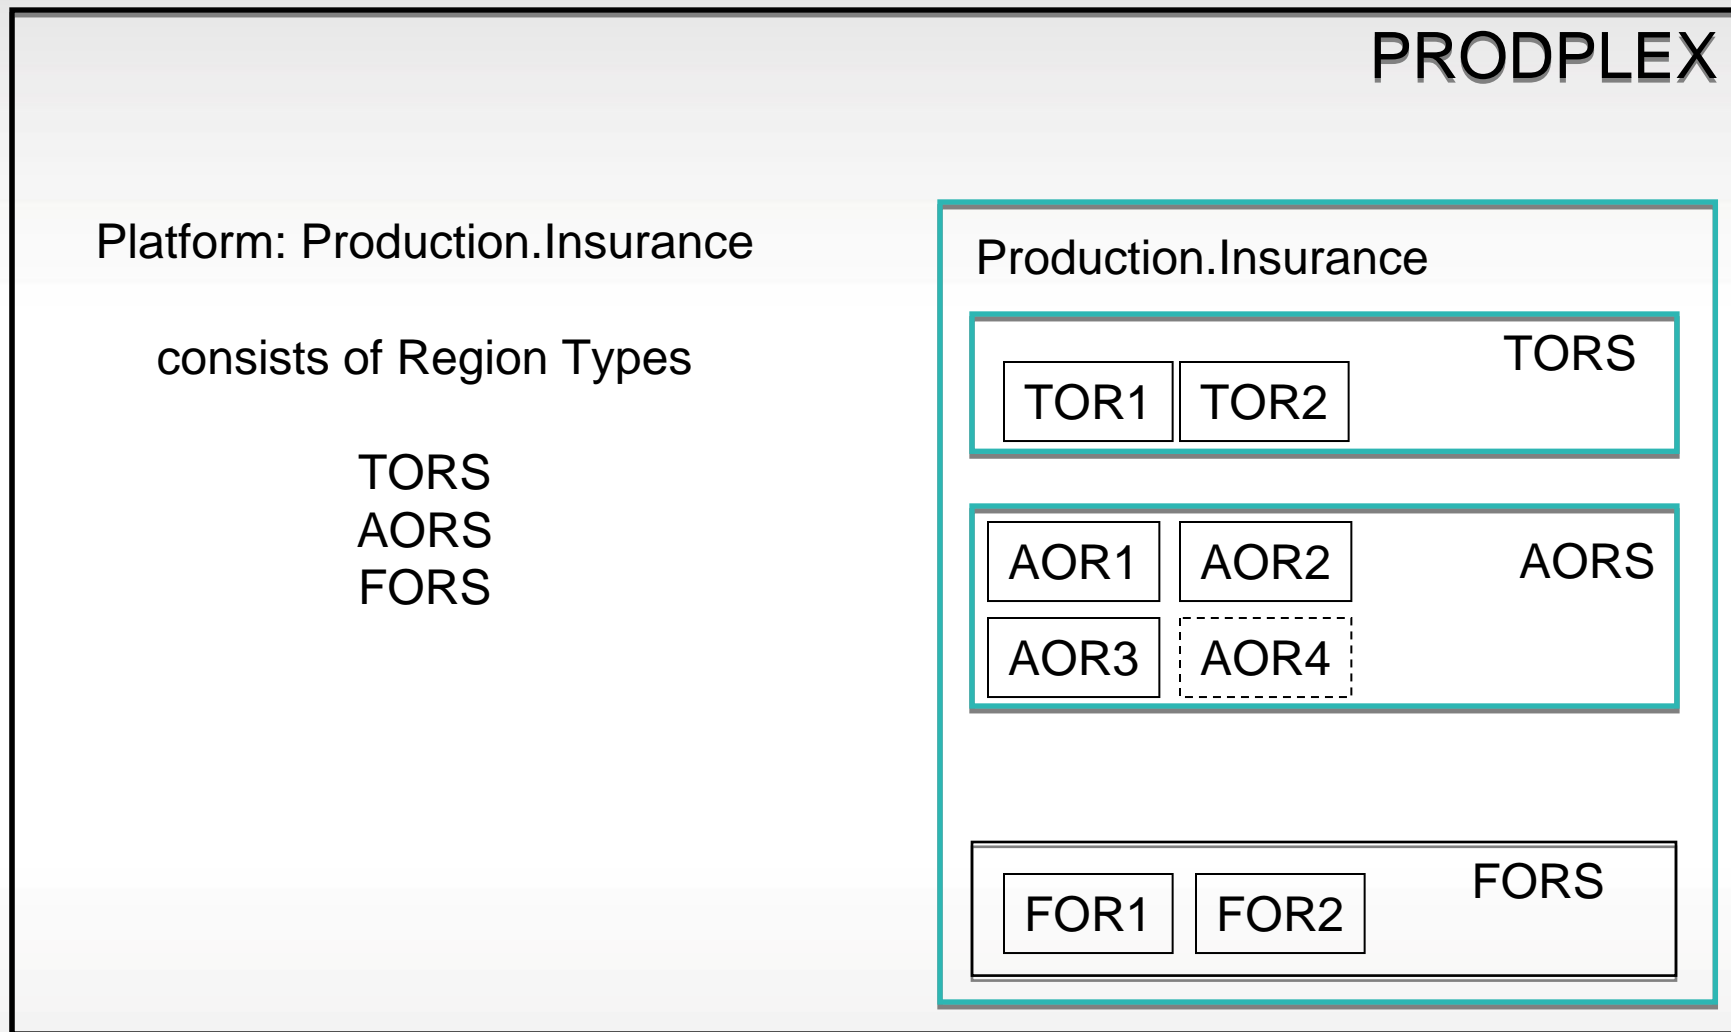 PRODPLEX
Platform: Production.Insurance
consists of Region Types
TORS
AORS
FORS
Production.Insurance
TORS
TOR1 TOR2
AOR1 AOR2 AORS
AOR3 AOR4
FORS
FOR1 FOR2